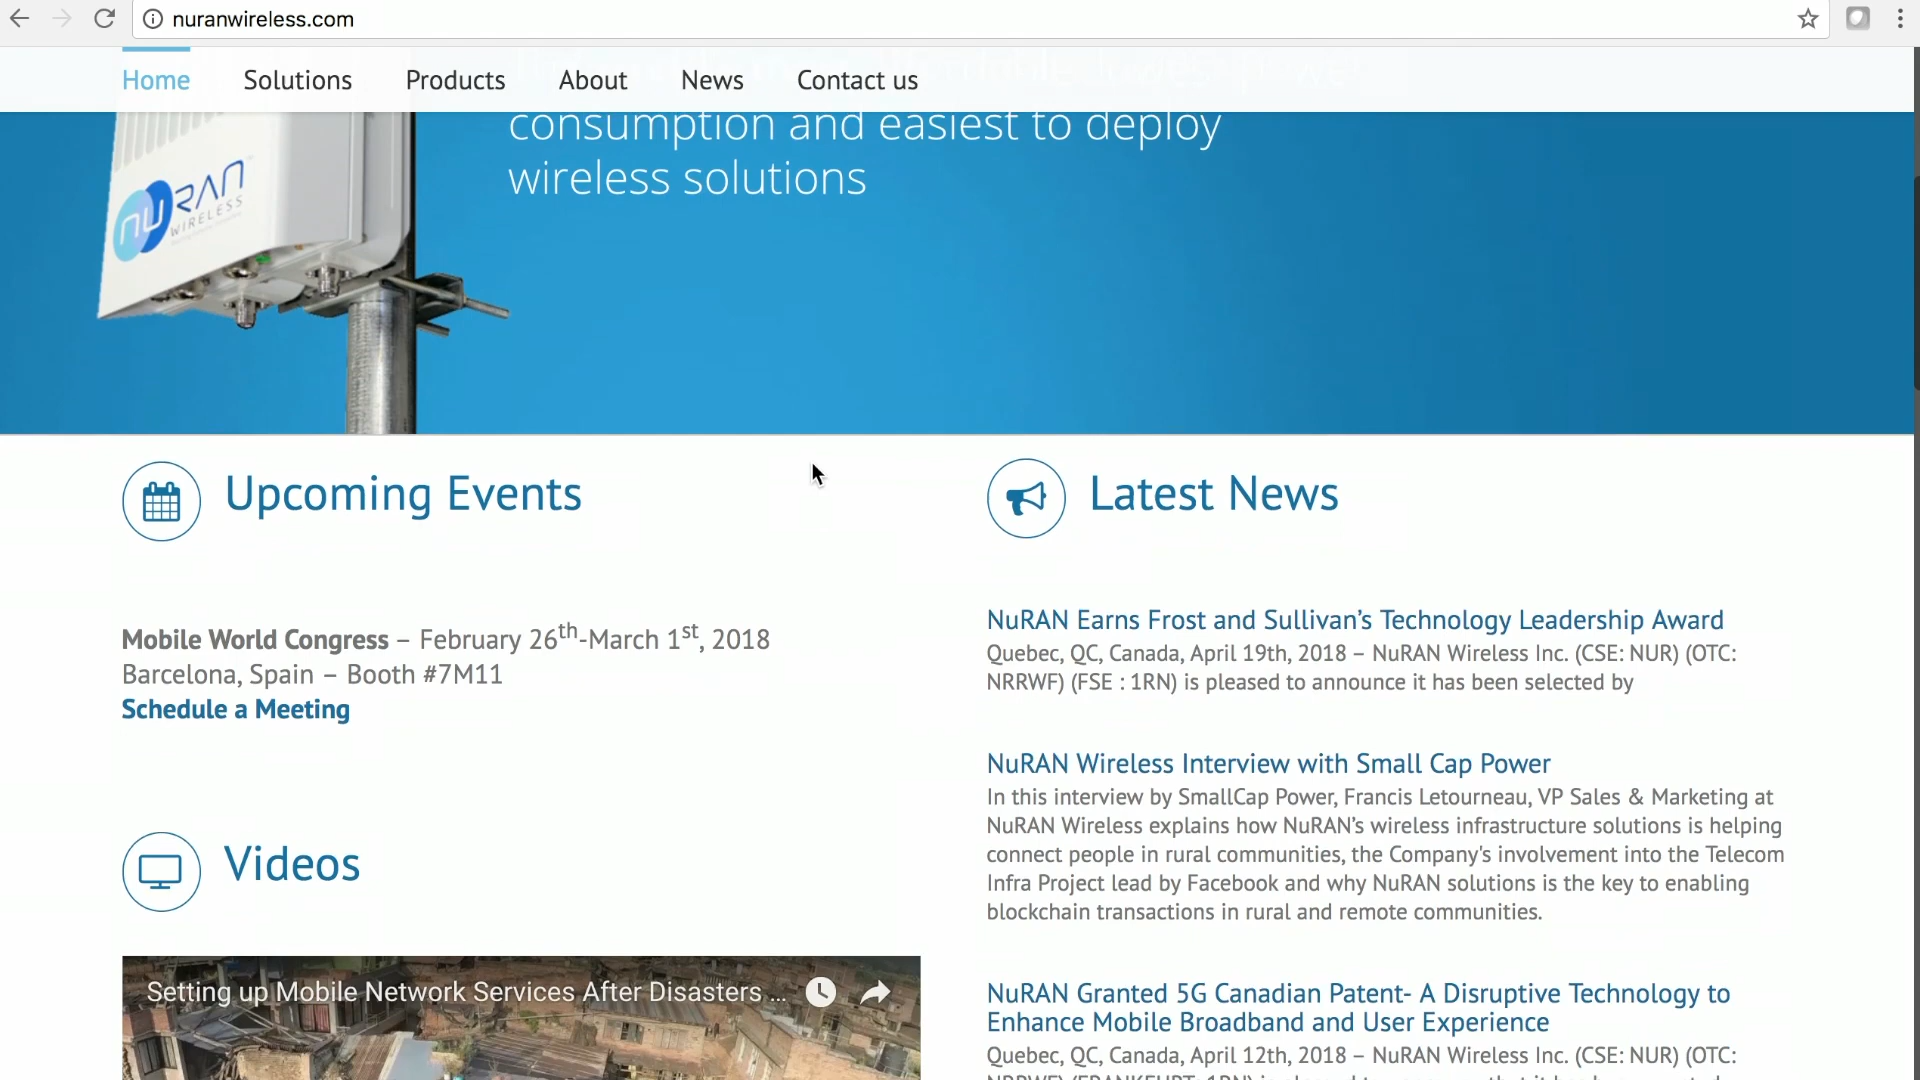 nuranwireless.com
Home Solutions Products About News Contact us
consumption and easiest to deploy
wireless solutions
nuRAN
WIRELESS
Upcoming Events
Mobile World Congress – February 26th-March 1st, 2018
Barcelona, Spain – Booth #7M11
Schedule a Meeting
Videos
Setting up Mobile Network Services After Disasters ...
Latest News
NuRAN Earns Frost and Sullivan’s Technology Leadership Award
Quebec, QC, Canada, April 19th, 2018 – NuRAN Wireless Inc. (CSE: NUR) (OTC:
NRRWF) (FSE : 1RN) is pleased to announce it has been selected by
NuRAN Wireless Interview with Small Cap Power
In this interview by SmallCap Power, Francis Letourneau, VP Sales & Marketing at
NuRAN Wireless explains how NuRAN’s wireless infrastructure solutions is helping
connect people in rural communities, the Company's involvement into the Telecom
Infra Project lead by Facebook and why NuRAN solutions is the key to enabling
blockchain transactions in rural and remote communities.
NuRAN Granted 5G Canadian Patent- A Disruptive Technology to
Enhance Mobile Broadband and User Experience
Quebec, QC, Canada, April 12th, 2018 – NuRAN Wireless Inc. (CSE: NUR) (OTC: